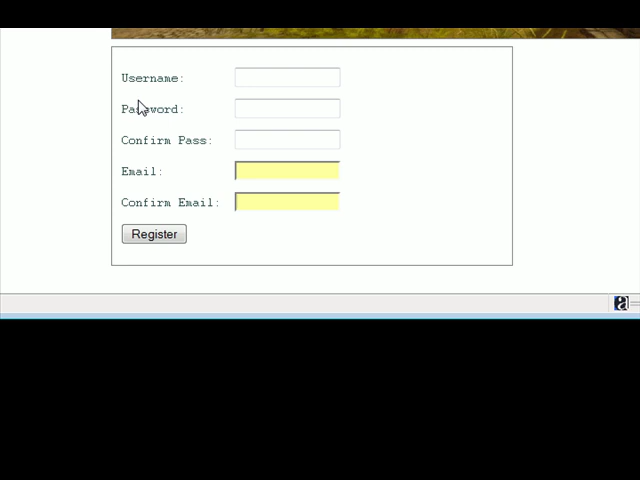 Username:
Password:
Confirm Pass:
Email:
Confirm Email:
Register